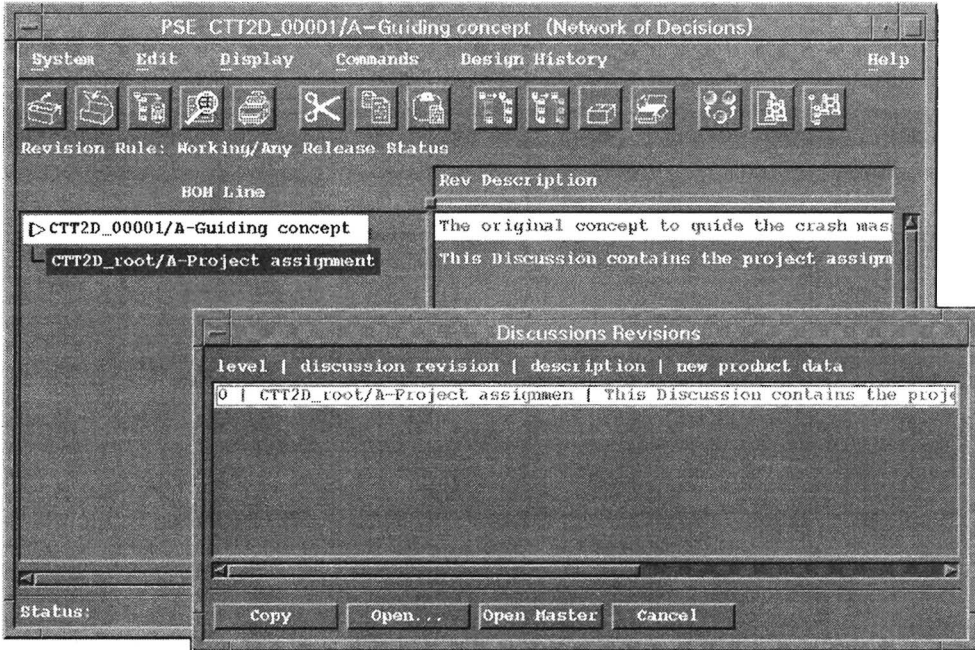 PSE CTT2D_00001/A-Guiding concept (Network of Decisions)
System Edit Display Commands Design History Help
Revision Rule: Working/Any Release Status
BOM Line
Rev Description
CTT2D_00001/A-Guiding concept
The original concept to guide the crash mas
CTT2D_root/A-Project assignment
This Discussion contains the project assignm
Discussions Revisions
level | discussion revision | description | new product data
0 | CTT2D_root/A-Project assignmen | This Discussion contains the proje
Status:
Copy Open... Open Master Cancel